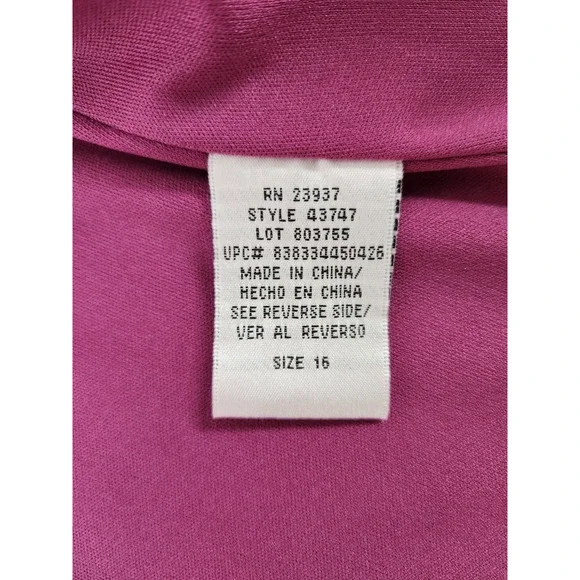 RN 23937
STYLE 43747
LOT 803755
UPC# 838334450426
MADE IN CHINA/
HECHO EN CHINA
SEE REVERSE SIDE/
VER AL REVERSO
SIZE 16